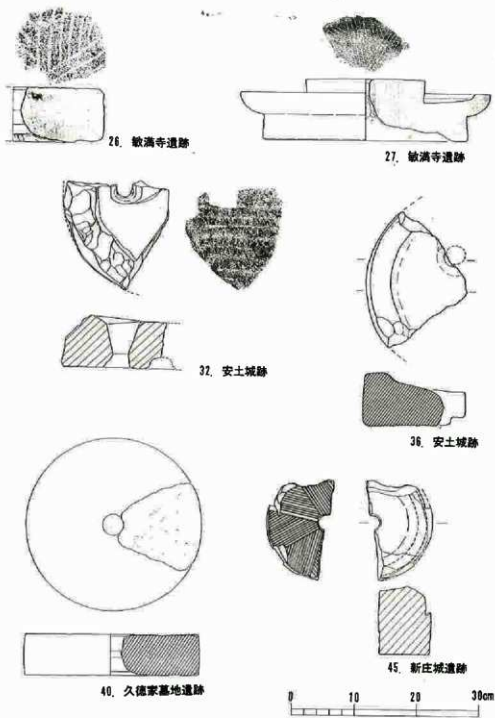 26. 敏満寺遺跡
27. 敏満寺遺跡
32. 安土城跡
36. 安土城跡
40. 久徳家墓地遺跡
45. 新庄城遺跡
0 10 20 30cm